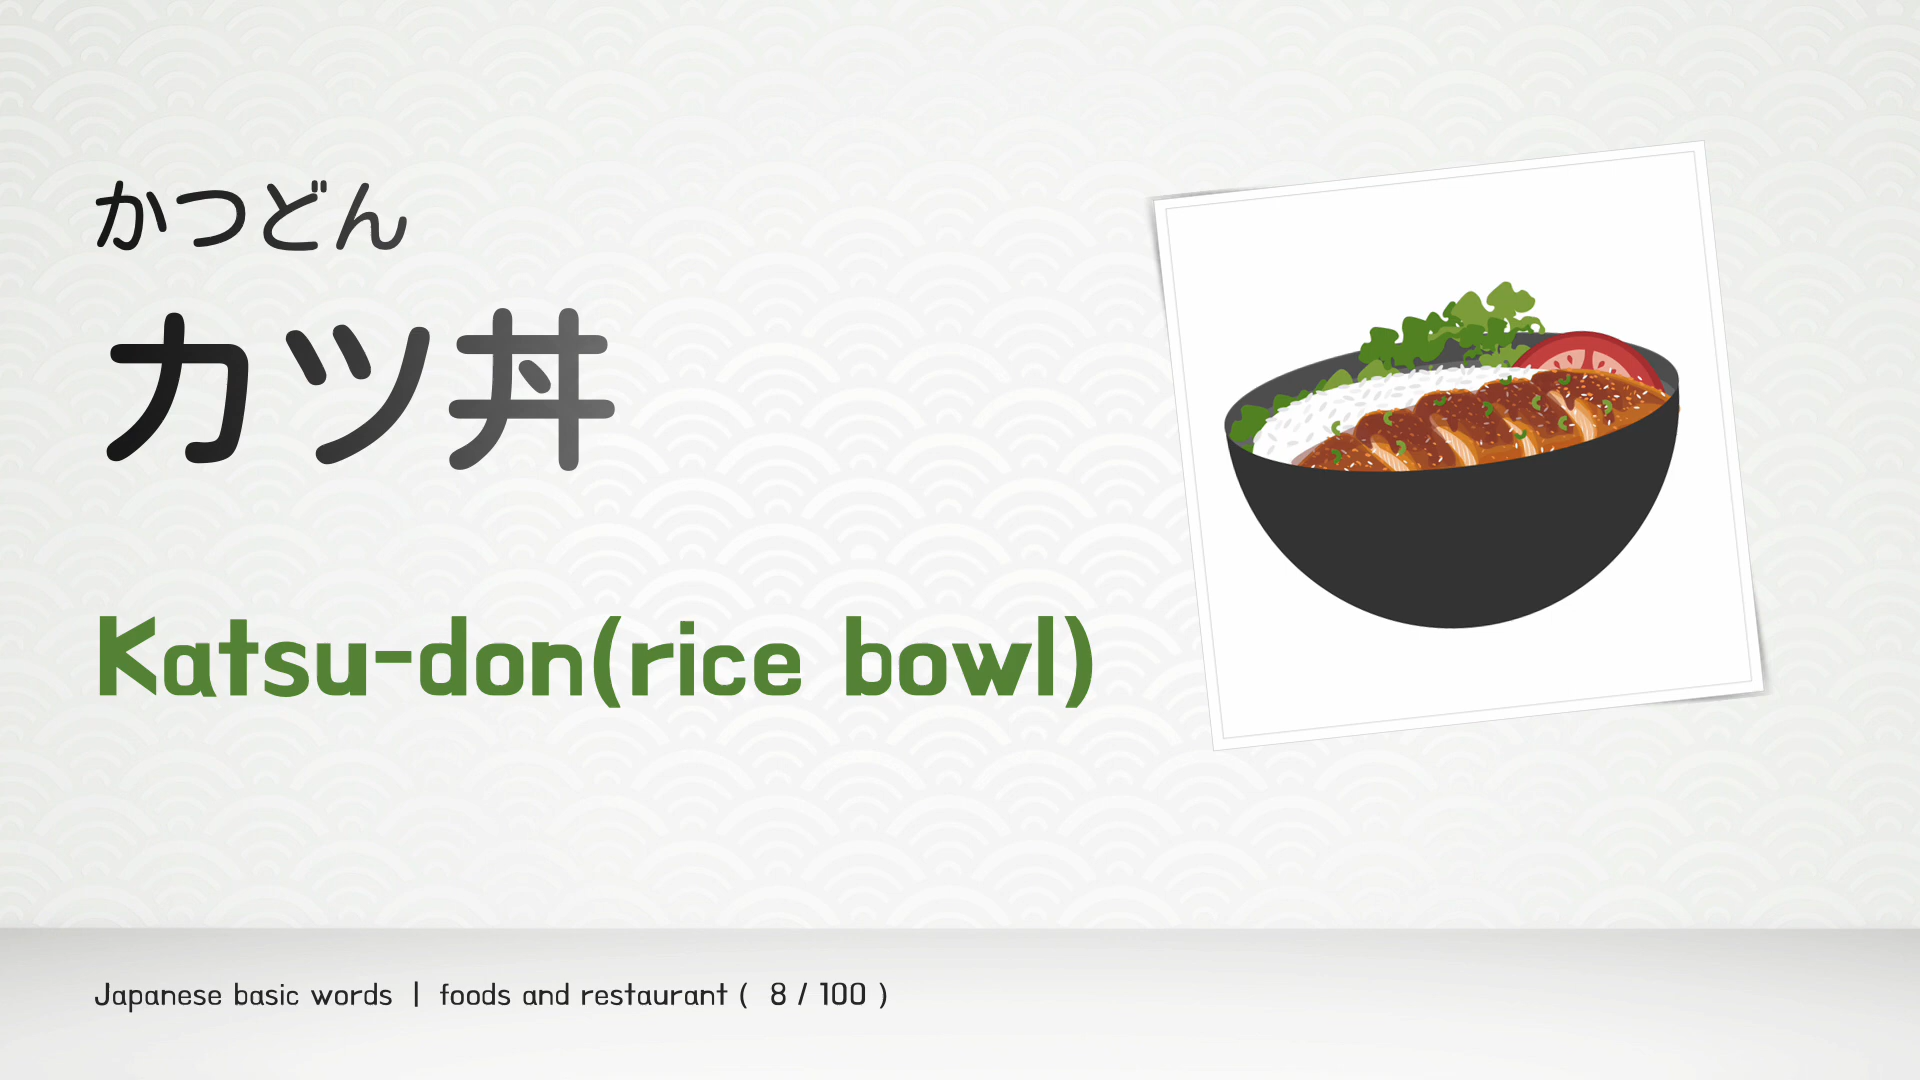 かつどん
カツ丼
Katsu-don(rice bowl)
Japanese basic words | foods and restaurant ( 8 / 100 )